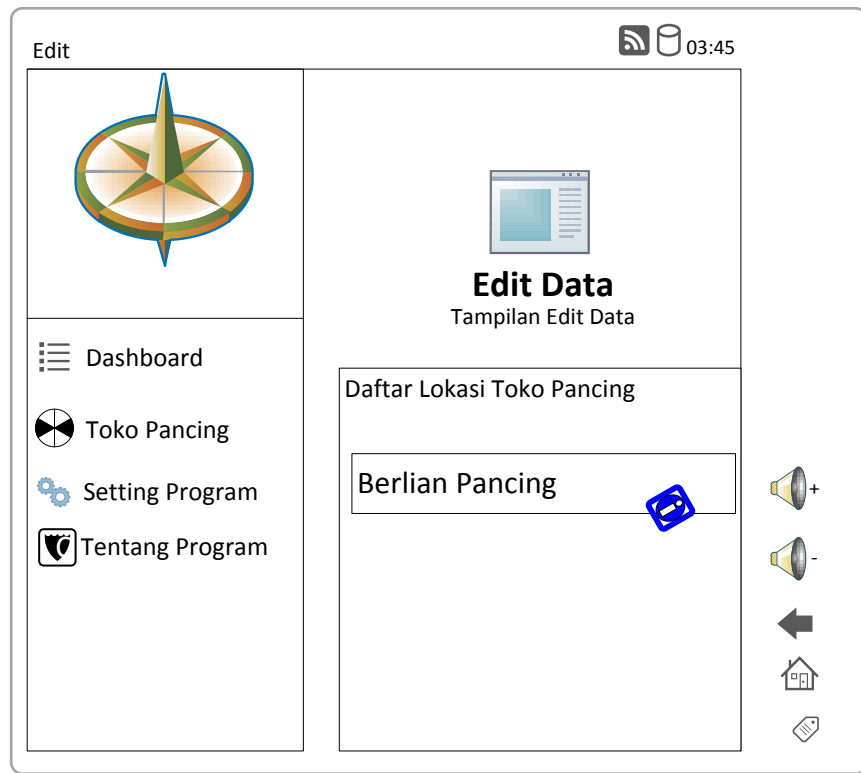 Edit
03:45
Edit Data
Tampilan Edit Data
Dashboard
Toko Pancing
Setting Program
Tentang Program
Daftar Lokasi Toko Pancing
Berlian Pancing
+
-